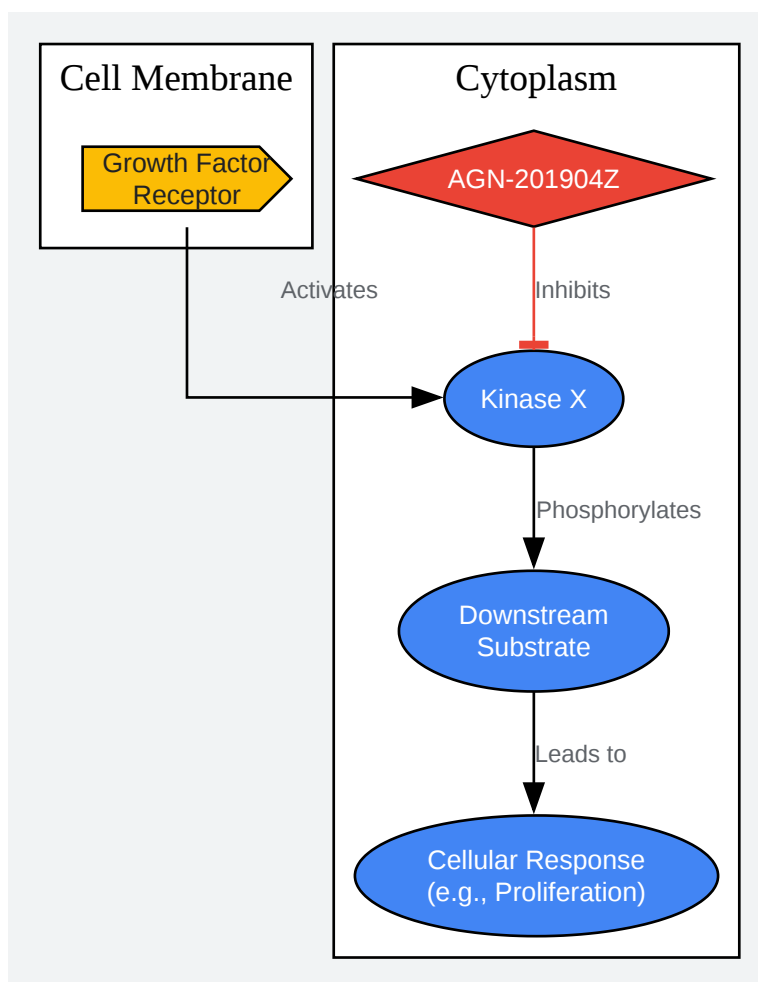 Cell Membrane
Cytoplasm
Growth Factor
Receptor
AGN-201904Z
Activates
Inhibits
Kinase X
Phosphorylates
Downstream
Substrate
Leads to
Cellular Response
(e.g., Proliferation)